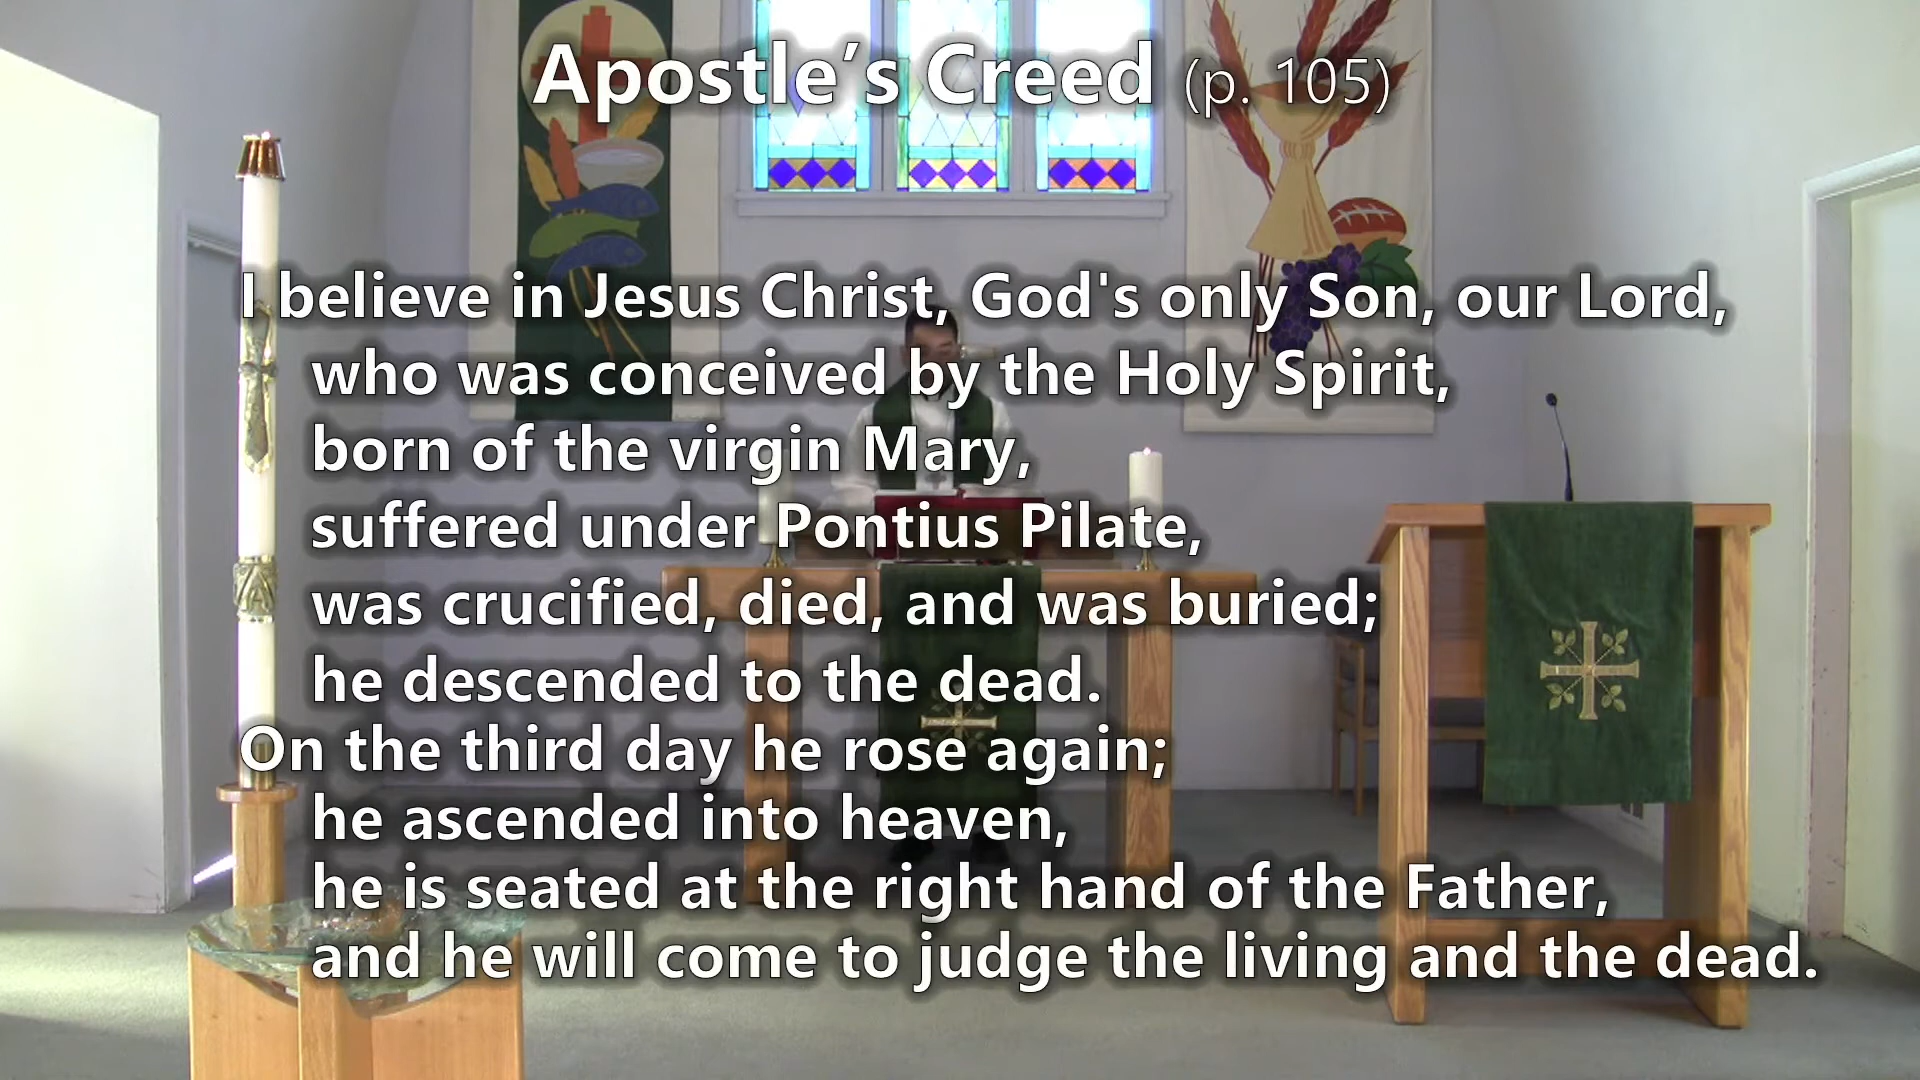 Apostle’s Creed (p. 105)
I believe in Jesus Christ, God's only Son, our Lord,
who was conceived by the Holy Spirit,
born of the virgin Mary,
suffered under Pontius Pilate,
was crucified, died, and was buried;
he descended to the dead.
On the third day he rose again;
he ascended into heaven,
he is seated at the right hand of the Father,
and he will come to judge the living and the dead.